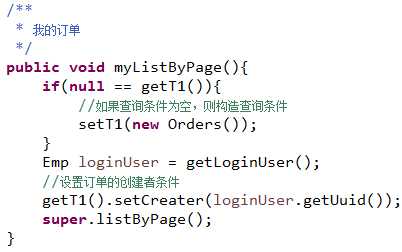 /**
 * 我的订单
 */
public void myListByPage(){
    if(null == getT1()){
        //如果查询条件为空，则构造查询条件
        setT1(new Orders());
    }
    Emp loginUser = getLoginUser();
    //设置订单的创建者条件
    getT1().setCreater(loginUser.getUuid());
    super.listByPage();
}